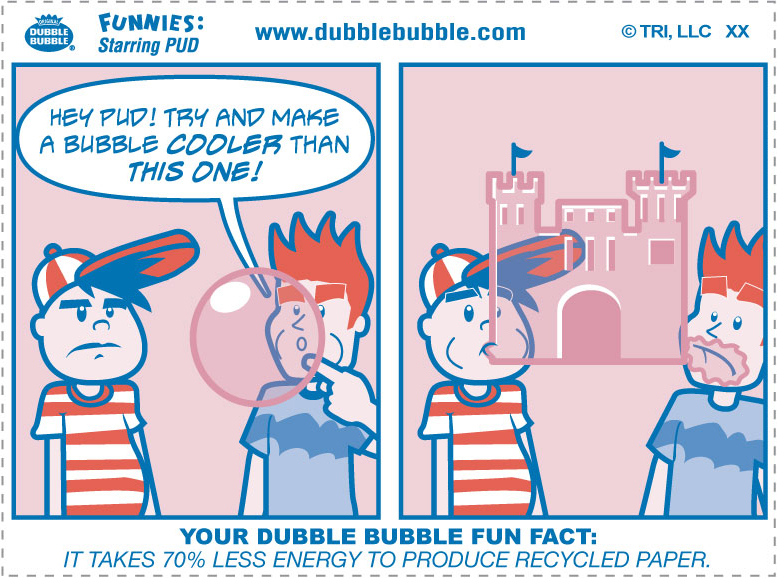 ORIGINAL
DUBBLE
BUBBLE®
FUNNIES:
Starring PUD
www.dubblebubble.com
© TRI, LLC XX
HEY PUD! TRY AND MAKE
A BUBBLE COOLER THAN
THIS ONE!
YOUR DUBBLE BUBBLE FUN FACT:
IT TAKES 70% LESS ENERGY TO PRODUCE RECYCLED PAPER.